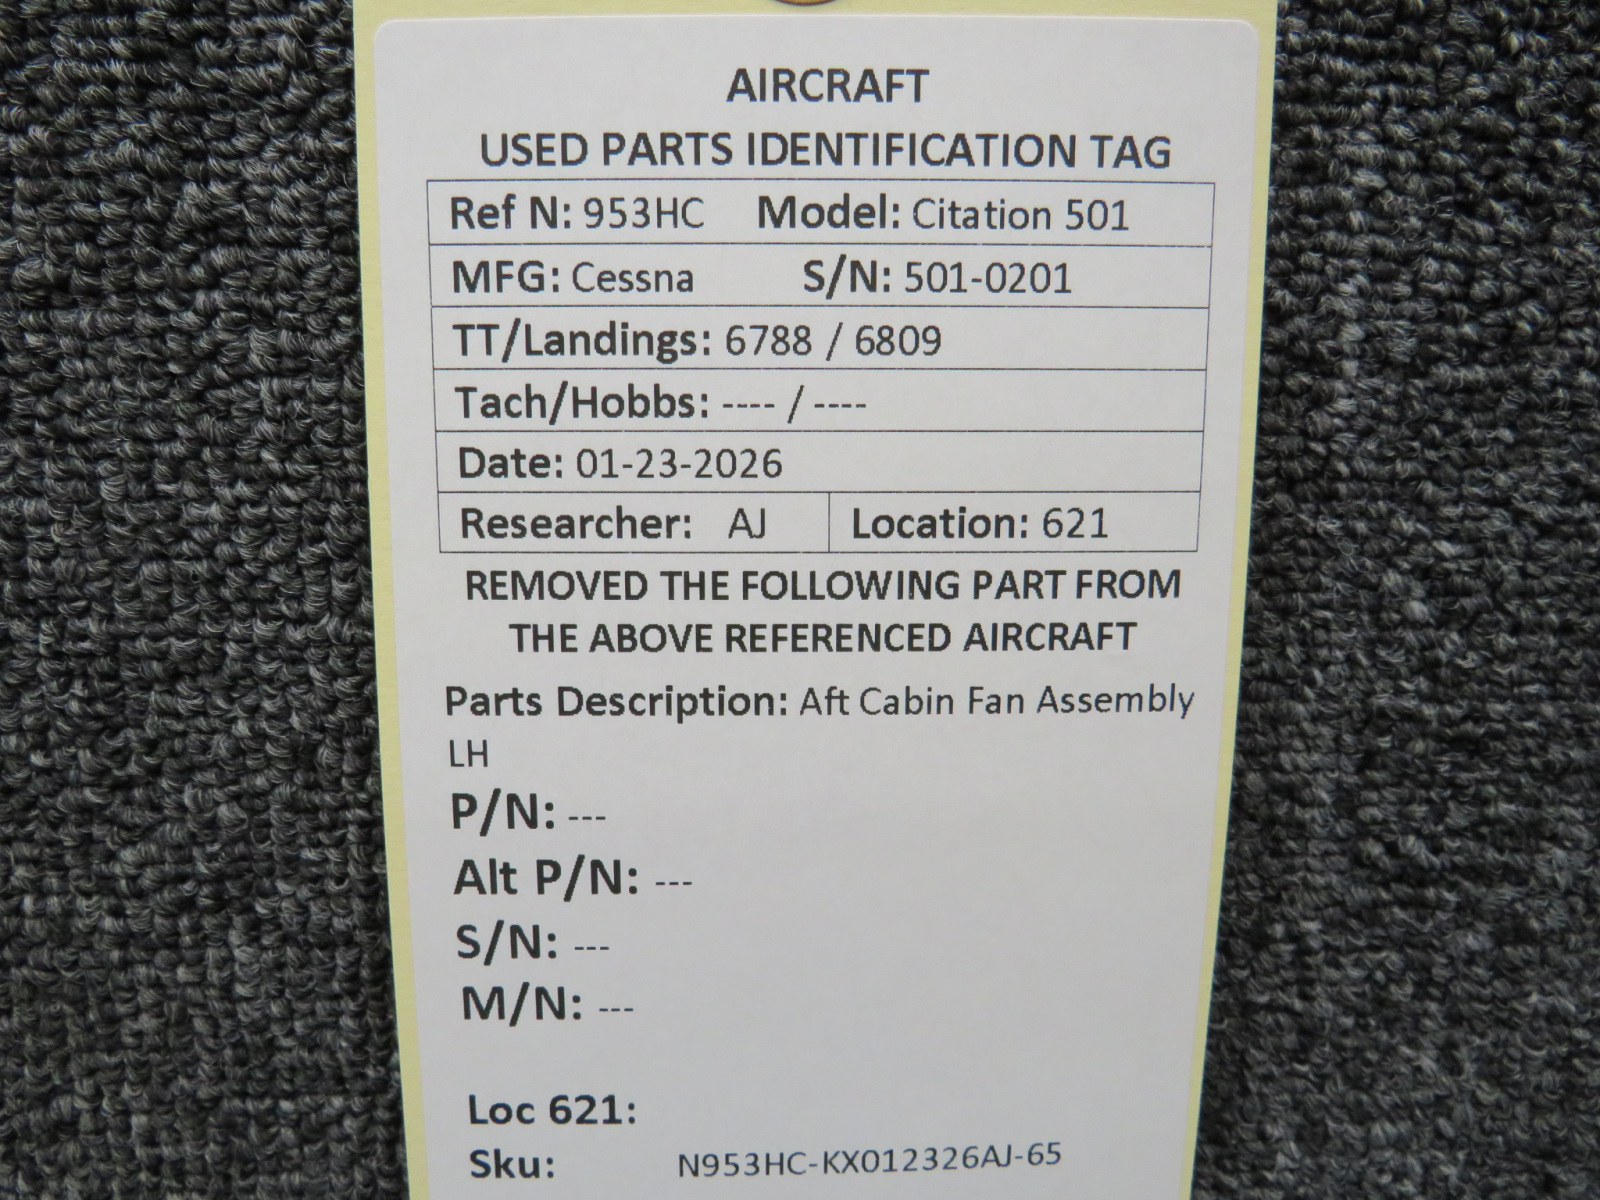 AIRCRAFT
USED PARTS IDENTIFICATION TAG
Ref N: 953HC Model: Citation 501
MFG: Cessna S/N: 501-0201
TT/Landings: 6788 / 6809
Tach/Hobbs: ---- / ----
Date: 01-23-2026
Researcher: AJ Location: 621
REMOVED THE FOLLOWING PART FROM
THE ABOVE REFERENCED AIRCRAFT
Parts Description: Aft Cabin Fan Assembly
LH
P/N: ---
Alt P/N: ---
S/N: ---
M/N: ---
Loc 621:
Sku: N953HC-KX012326AJ-65